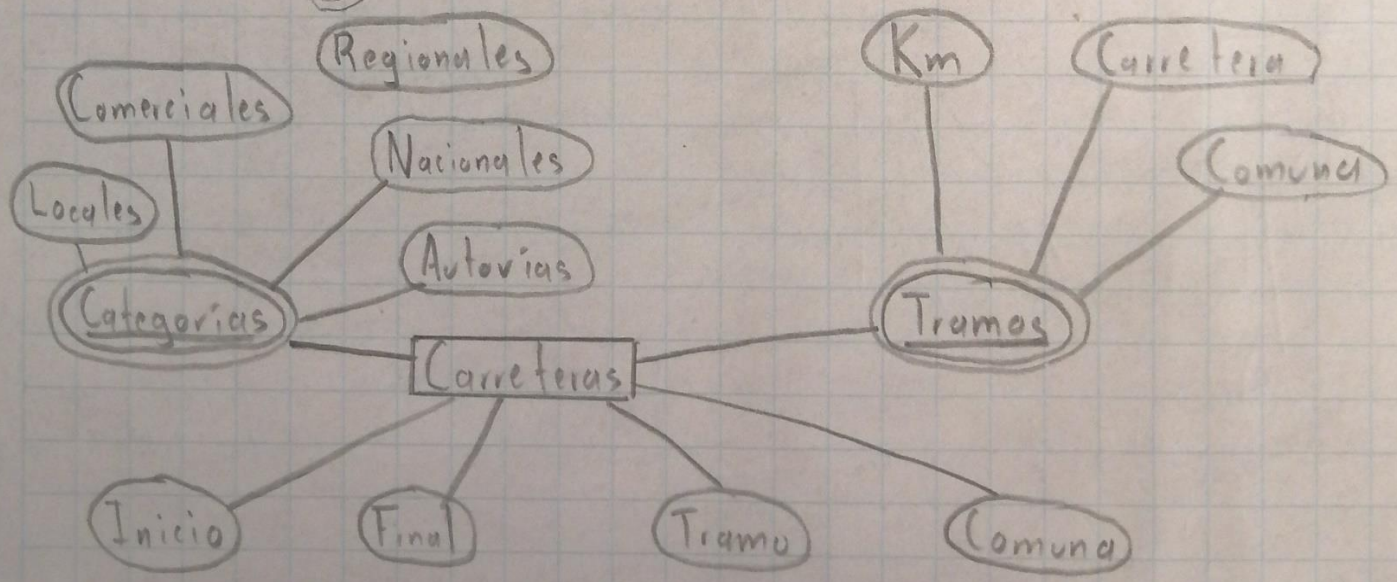 Regionales
Km
Carretera
Comerciales
Nacionales
Comuna
Locales
Autovias
Categorias
Tramos
Carreteras
Inicio
Final
Tramo
Comuna